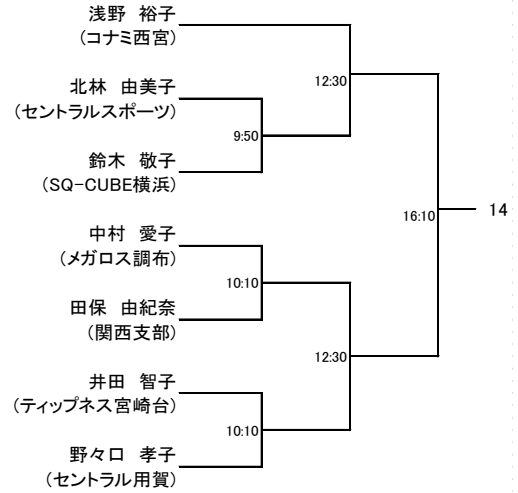 浅野　裕子
(コナミ西宮)
12:30
北林　由美子
(セントラルスポーツ)
9:50
鈴木　敬子
(SQ-CUBE横浜)
16:10
14
中村　愛子
(メガロス調布)
10:10
田保　由紀奈
(関西支部)
12:30
井田　智子
(ティップネス宮崎台)
10:10
野々口　孝子
(セントラル用賀)